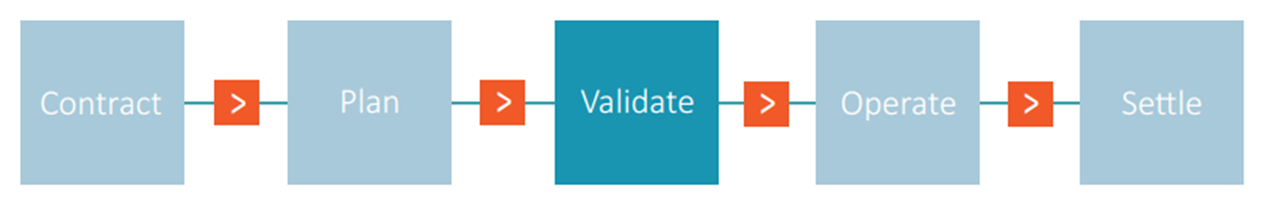 Contract > Plan > Validate > Operate > Settle